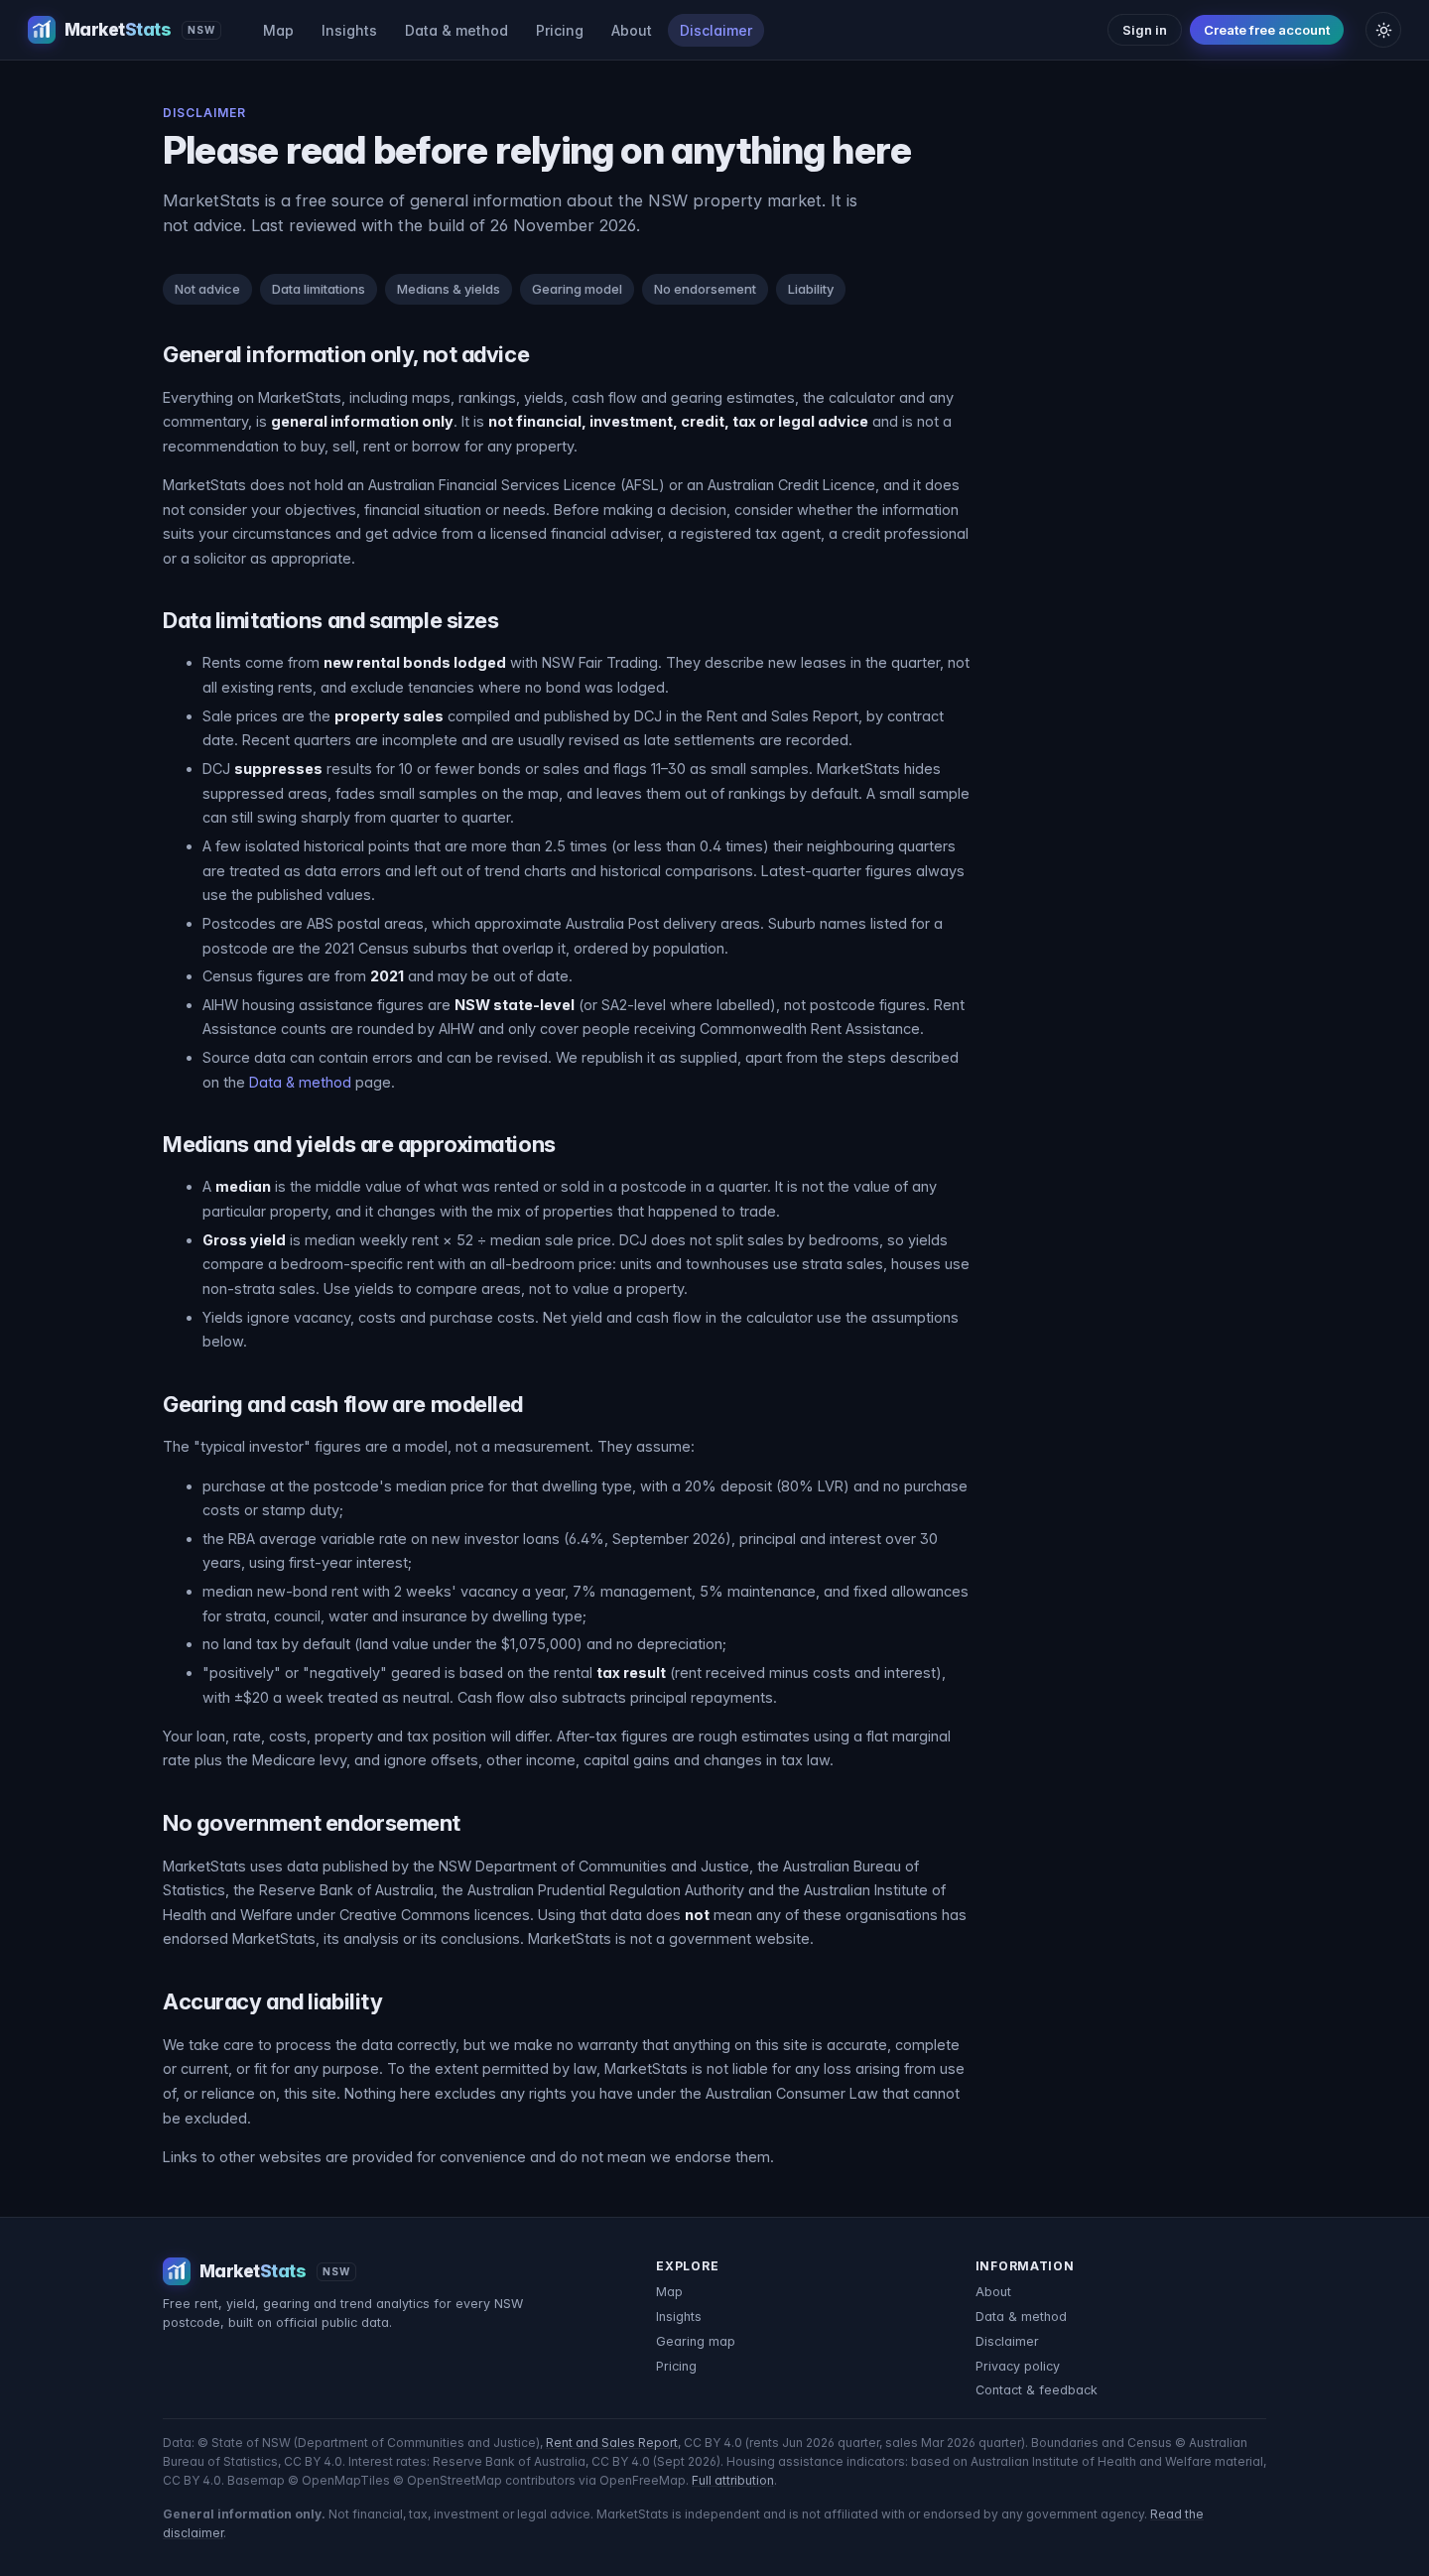 MarketStats NSW Map Insights Data & method Pricing About Disclaimer Sign in Create free account
DISCLAIMER
Please read before relying on anything here
MarketStats is a free source of general information about the NSW property market. It is
not advice. Last reviewed with the build of 26 November 2026.
Not advice Data limitations Medians & yields Gearing model No endorsement Liability
General information only, not advice
Everything on MarketStats, including maps, rankings, yields, cash flow and gearing estimates, the calculator and any
commentary, is general information only. It is not financial, investment, credit, tax or legal advice and is not a
recommendation to buy, sell, rent or borrow for any property.
MarketStats does not hold an Australian Financial Services Licence (AFSL) or an Australian Credit Licence, and it does
not consider your objectives, financial situation or needs. Before making a decision, consider whether the information
suits your circumstances and get advice from a licensed financial adviser, a registered tax agent, a credit professional
or a solicitor as appropriate.
Data limitations and sample sizes
• Rents come from new rental bonds lodged with NSW Fair Trading. They describe new leases in the quarter, not
all existing rents, and exclude tenancies where no bond was lodged.
• Sale prices are the property sales compiled and published by DCJ in the Rent and Sales Report, by contract
date. Recent quarters are incomplete and are usually revised as late settlements are recorded.
• DCJ suppresses results for 10 or fewer bonds or sales and flags 11–30 as small samples. MarketStats hides
suppressed areas, fades small samples on the map, and leaves them out of rankings by default. A small sample
can still swing sharply from quarter to quarter.
• A few isolated historical points that are more than 2.5 times (or less than 0.4 times) their neighbouring quarters
are treated as data errors and left out of trend charts and historical comparisons. Latest-quarter figures always
use the published values.
• Postcodes are ABS postal areas, which approximate Australia Post delivery areas. Suburb names listed for a
postcode are the 2021 Census suburbs that overlap it, ordered by population.
• Census figures are from 2021 and may be out of date.
• AIHW housing assistance figures are NSW state-level (or SA2-level where labelled), not postcode figures. Rent
Assistance counts are rounded by AIHW and only cover people receiving Commonwealth Rent Assistance.
• Source data can contain errors and can be revised. We republish it as supplied, apart from the steps described
on the Data & method page.
Medians and yields are approximations
• A median is the middle value of what was rented or sold in a postcode in a quarter. It is not the value of any
particular property, and it changes with the mix of properties that happened to trade.
• Gross yield is median weekly rent × 52 ÷ median sale price. DCJ does not split sales by bedrooms, so yields
compare a bedroom-specific rent with an all-bedroom price: units and townhouses use strata sales, houses use
non-strata sales. Use yields to compare areas, not to value a property.
• Yields ignore vacancy, costs and purchase costs. Net yield and cash flow in the calculator use the assumptions
below.
Gearing and cash flow are modelled
The "typical investor" figures are a model, not a measurement. They assume:
• purchase at the postcode's median price for that dwelling type, with a 20% deposit (80% LVR) and no purchase
costs or stamp duty;
• the RBA average variable rate on new investor loans (6.4%, September 2026), principal and interest over 30
years, using first-year interest;
• median new-bond rent with 2 weeks' vacancy a year, 7% management, 5% maintenance, and fixed allowances
for strata, council, water and insurance by dwelling type;
• no land tax by default (land value under the $1,075,000) and no depreciation;
• "positively" or "negatively" geared is based on the rental tax result (rent received minus costs and interest),
with ±$20 a week treated as neutral. Cash flow also subtracts principal repayments.
Your loan, rate, costs, property and tax position will differ. After-tax figures are rough estimates using a flat marginal
rate plus the Medicare levy, and ignore offsets, other income, capital gains and changes in tax law.
No government endorsement
MarketStats uses data published by the NSW Department of Communities and Justice, the Australian Bureau of
Statistics, the Reserve Bank of Australia, the Australian Prudential Regulation Authority and the Australian Institute of
Health and Welfare under Creative Commons licences. Using that data does not mean any of these organisations has
endorsed MarketStats, its analysis or its conclusions. MarketStats is not a government website.
Accuracy and liability
We take care to process the data correctly, but we make no warranty that anything on this site is accurate, complete
or current, or fit for any purpose. To the extent permitted by law, MarketStats is not liable for any loss arising from use
of, or reliance on, this site. Nothing here excludes any rights you have under the Australian Consumer Law that cannot
be excluded.
Links to other websites are provided for convenience and do not mean we endorse them.
MarketStats NSW
Free rent, yield, gearing and trend analytics for every NSW
postcode, built on official public data.
EXPLORE
Map
Insights
Gearing map
Pricing
INFORMATION
About
Data & method
Disclaimer
Privacy policy
Contact & feedback
Data: © State of NSW (Department of Communities and Justice), Rent and Sales Report, CC BY 4.0 (rents Jun 2026 quarter, sales Mar 2026 quarter). Boundaries and Census © Australian
Bureau of Statistics, CC BY 4.0. Interest rates: Reserve Bank of Australia, CC BY 4.0 (Sept 2026). Housing assistance indicators: based on Australian Institute of Health and Welfare material,
CC BY 4.0. Basemap © OpenMapTiles © OpenStreetMap contributors via OpenFreeMap. Full attribution.
General information only. Not financial, tax, investment or legal advice. MarketStats is independent and is not affiliated with or endorsed by any government agency. Read the
disclaimer.